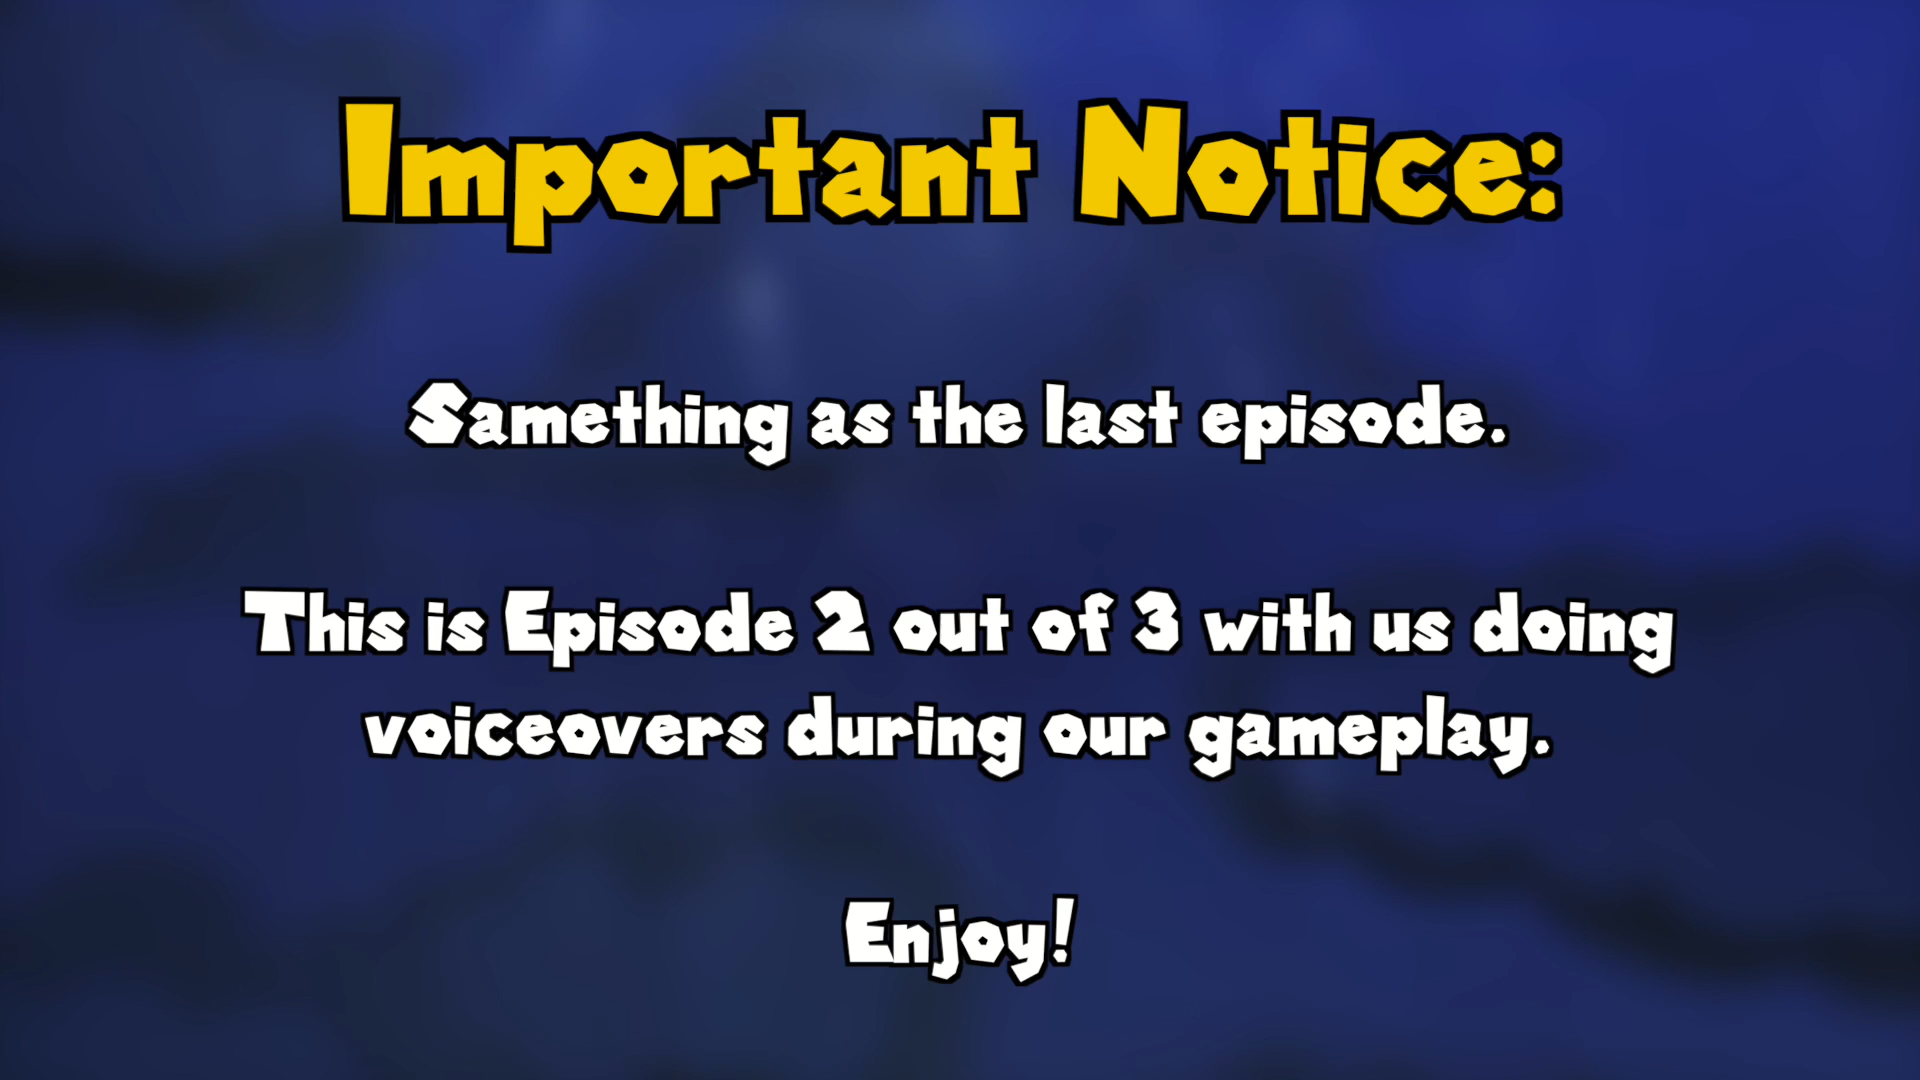 Important Notice:
Samething as the last episode.
This is Episode 2 out of 3 with us doing
voiceovers during our gameplay.
Enjoy!